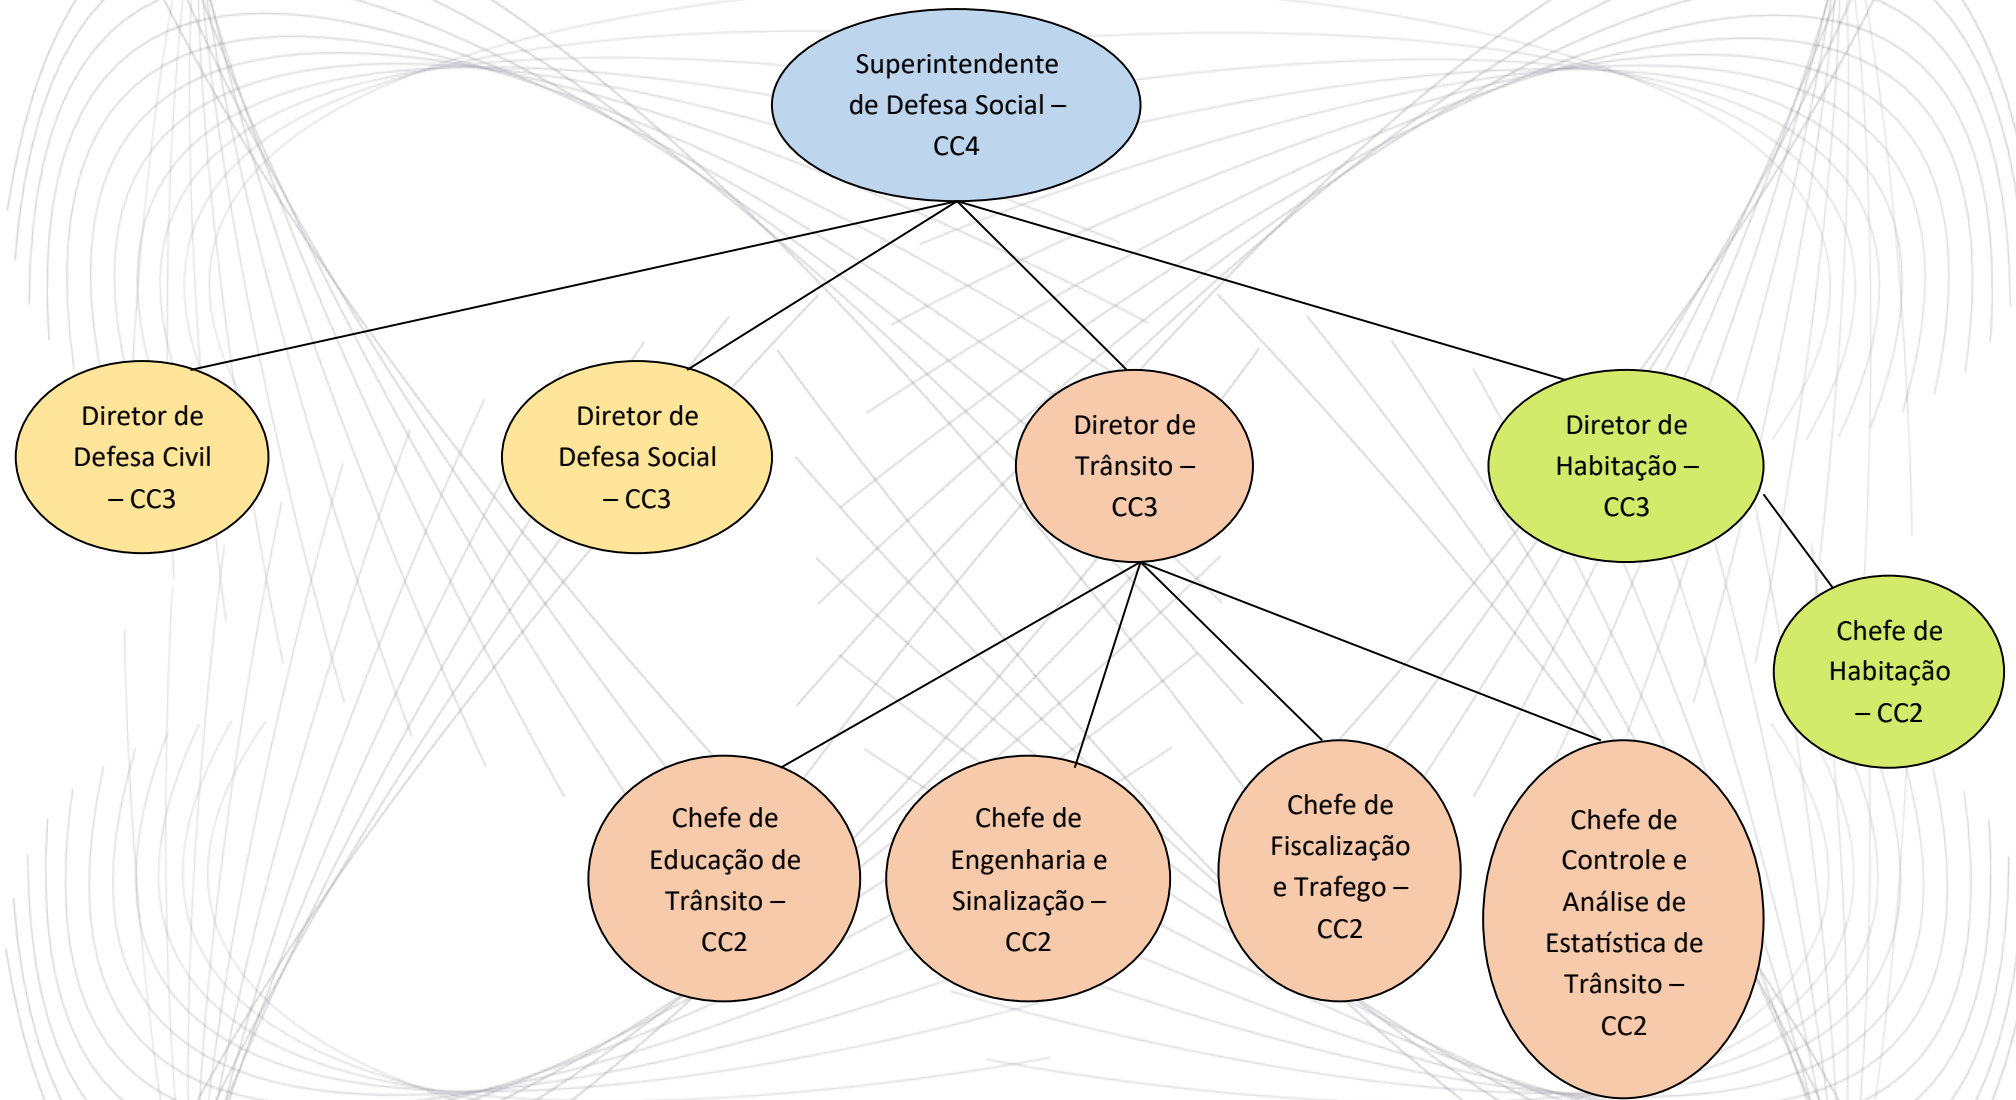 Superintendente
de Defesa Social –
CC4
Diretor de
Defesa Civil
– CC3
Diretor de
Defesa Social
– CC3
Diretor de
Trânsito –
CC3
Diretor de
Habitação –
CC3
Chefe de
Habitação
– CC2
Chefe de
Educação de
Trânsito –
CC2
Chefe de
Engenharia e
Sinalização –
CC2
Chefe de
Fiscalização
e Trafego –
CC2
Chefe de
Controle e
Análise de
Estatística de
Trânsito –
CC2